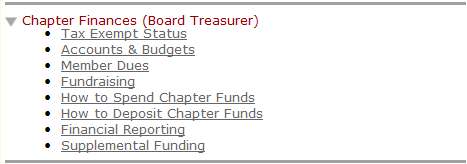 Chapter Finances (Board Treasurer)
Tax Exempt Status
Accounts & Budgets
Member Dues
Fundraising
How to Spend Chapter Funds
How to Deposit Chapter Funds
Financial Reporting
Supplemental Funding